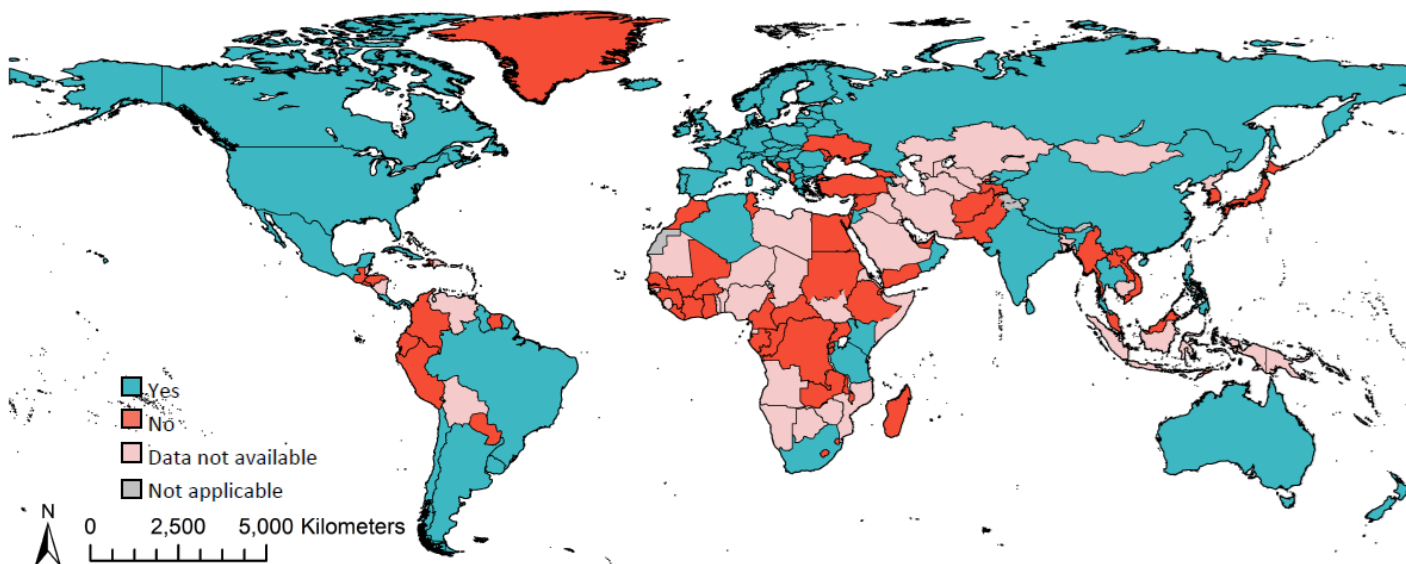 Yes
No
Data not available
Not applicable
N
0 2,500 5,000 Kilometers